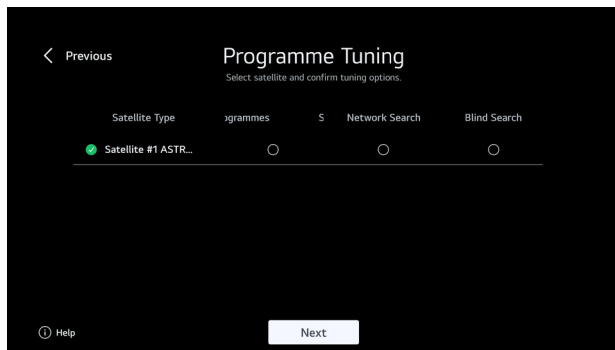 Previous
Programme Tuning
Select satellite and confirm tuning options.
Satellite Type ogrammes S Network Search Blind Search
Satellite #1 ASTR...
Help
Next